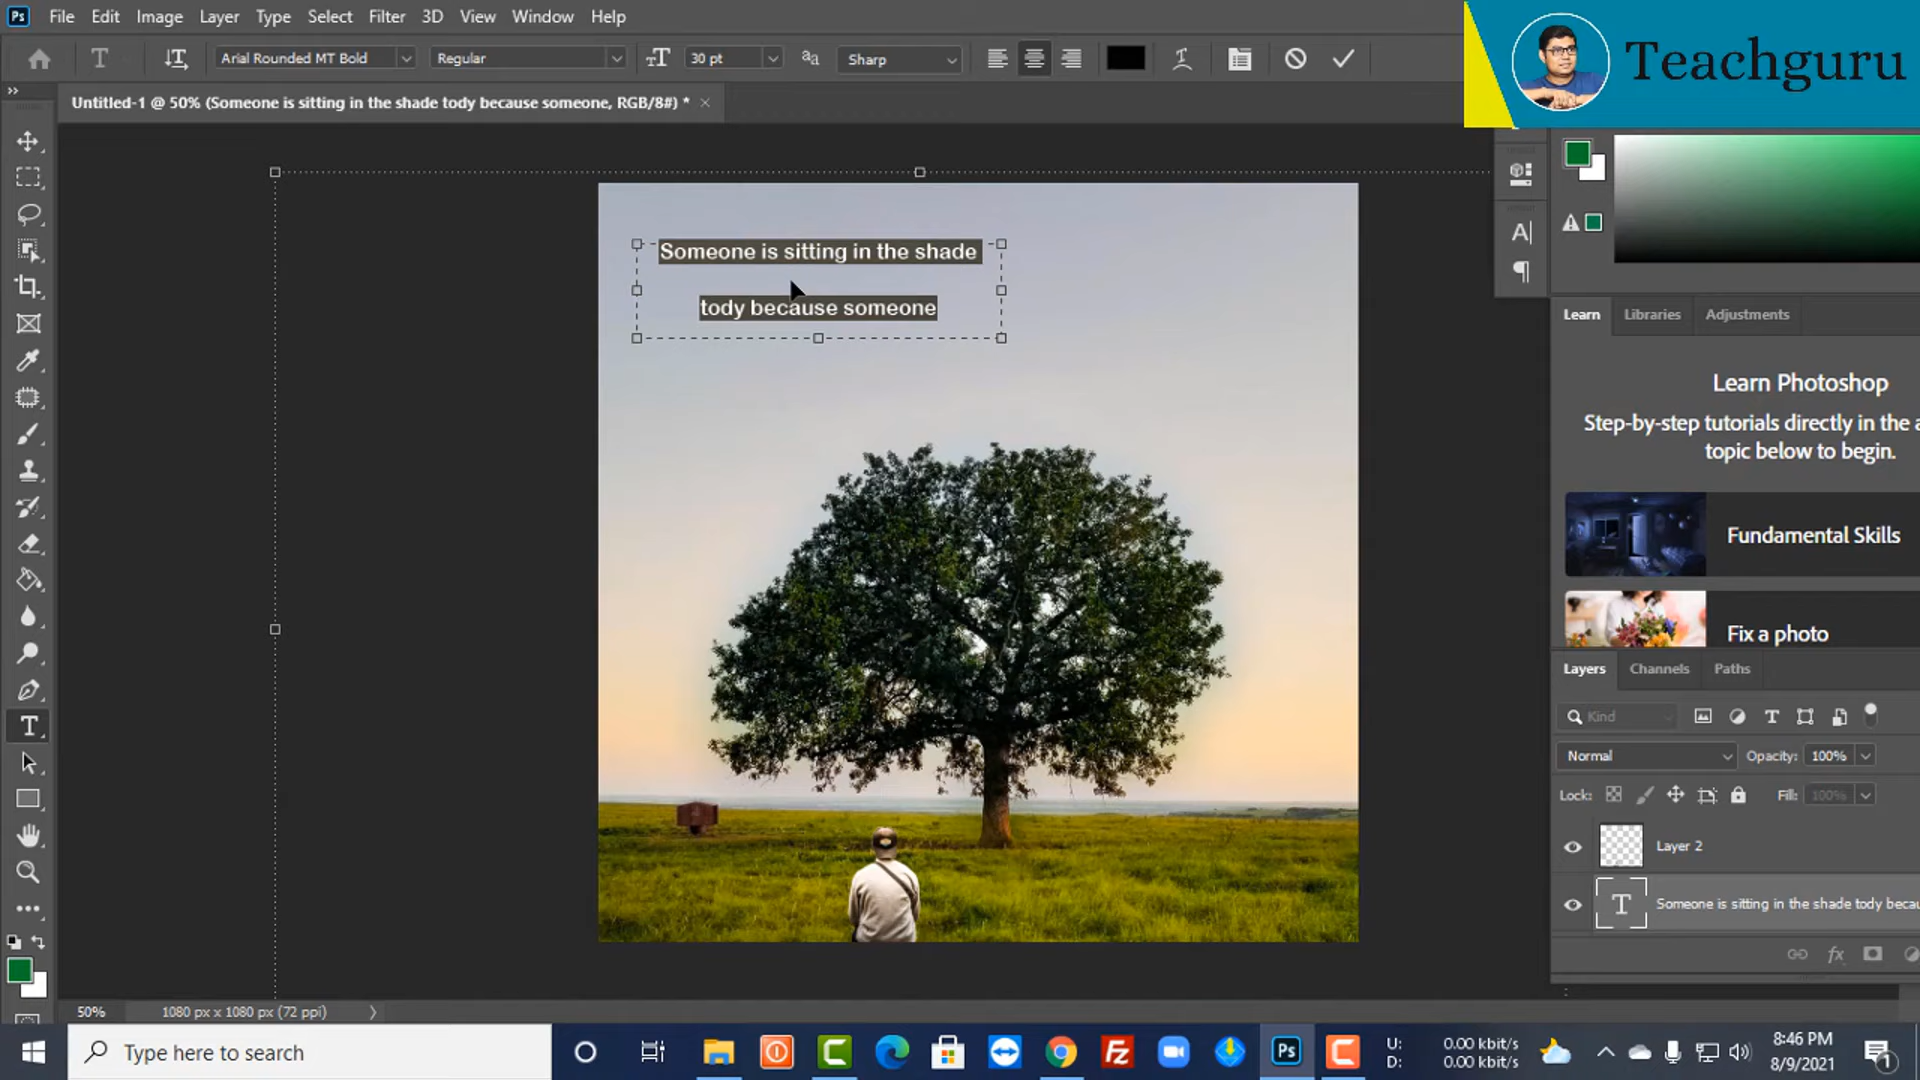 Ps File Edit Image Layer Type Select Filter 3D View Window Help
T Arial Rounded MT Bold Regular 30 pt Sharp
Teachguru
Untitled-1 @ 50% (Someone is sitting in the shade tody because someone, RGB/8#) *
Someone is sitting in the shade
tody because someone
Learn Libraries Adjustments
Learn Photoshop
Step-by-step tutorials directly in the a
topic below to begin.
Fundamental Skills
Fix a photo
Layers Channels Paths
Kind
Normal Opacity: 100%
Lock: Fill: 100%
Layer 2
T Someone is sitting in the shade tody becau
50% 1080 px x 1080 px (72 ppi)
Type here to search
Ps
U: 0.00 kbit/s
D: 0.00 kbit/s
8:46 PM
8/9/2021
1